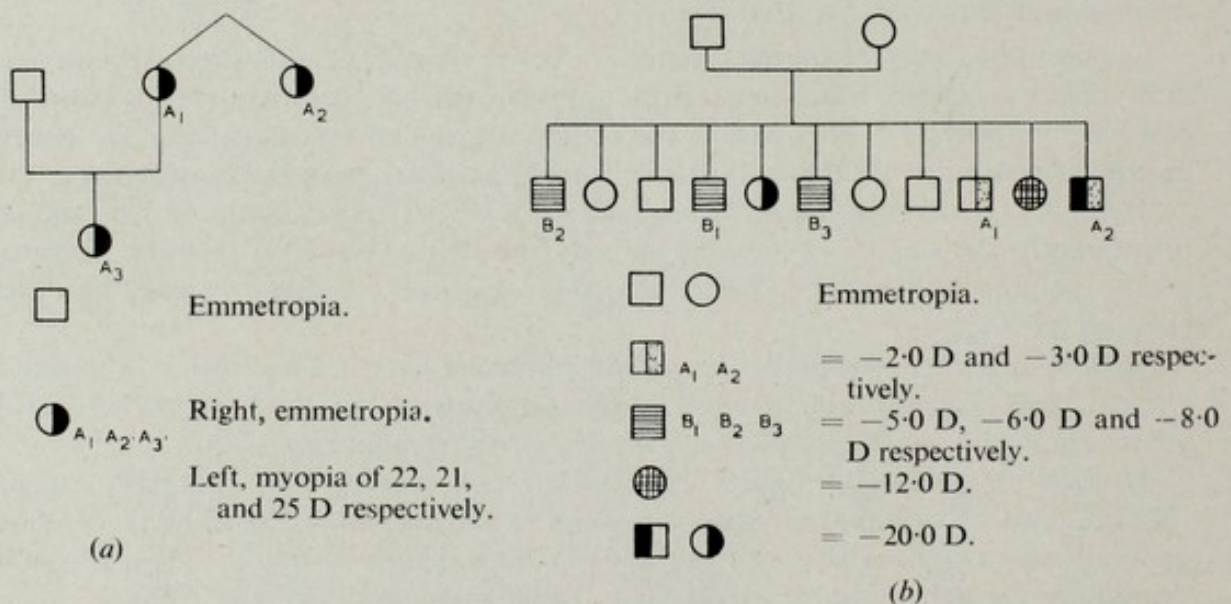 A₁
A₂
A₃
Emmetropia.
A₁ A₂ A₃
Right, emmetropia.
Left, myopia of 22, 21,
and 25 D respectively.
(a)
B₂ B₁ B₃ A₁ A₂
Emmetropia.
A₁ A₂ = −2·0 D and −3·0 D respec-
tively.
B₁ B₂ B₃ = −5·0 D, −6·0 D and −8·0
D respectively.
= −12·0 D.
= −20·0 D.
(b)